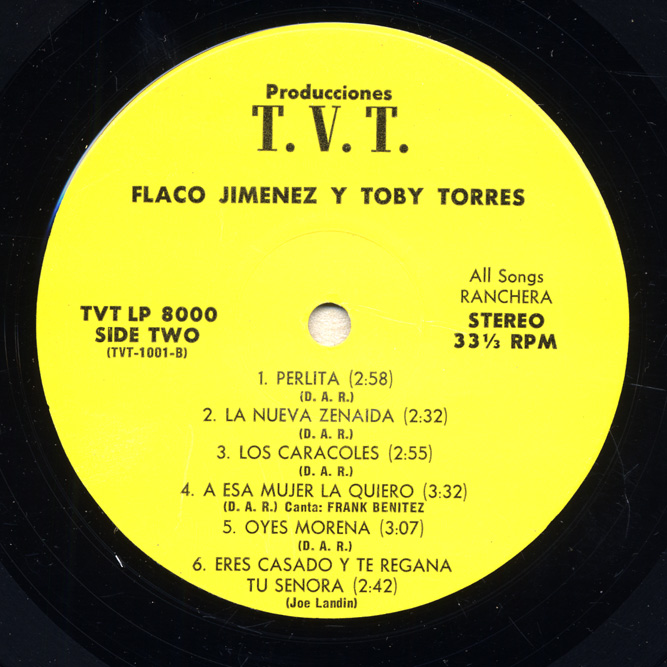 Producciones
T.V.T.
FLACO JIMENEZ Y TOBY TORRES
All Songs
RANCHERA
STEREO
33⅓ RPM
TVT LP 8000
SIDE TWO
(TVT-1001-B)
1. PERLITA (2:58)
(D. A. R.)
2. LA NUEVA ZENAIDA (2:32)
(D. A. R.)
3. LOS CARACOLES (2:55)
(D. A. R.)
4. A ESA MUJER LA QUIERO (3:32)
(D. A. R.) Canta: FRANK BENITEZ
5. OYES MORENA (3:07)
(D. A. R.)
6. ERES CASADO Y TE REGANA
TU SENORA (2:42)
(Joe Landin)